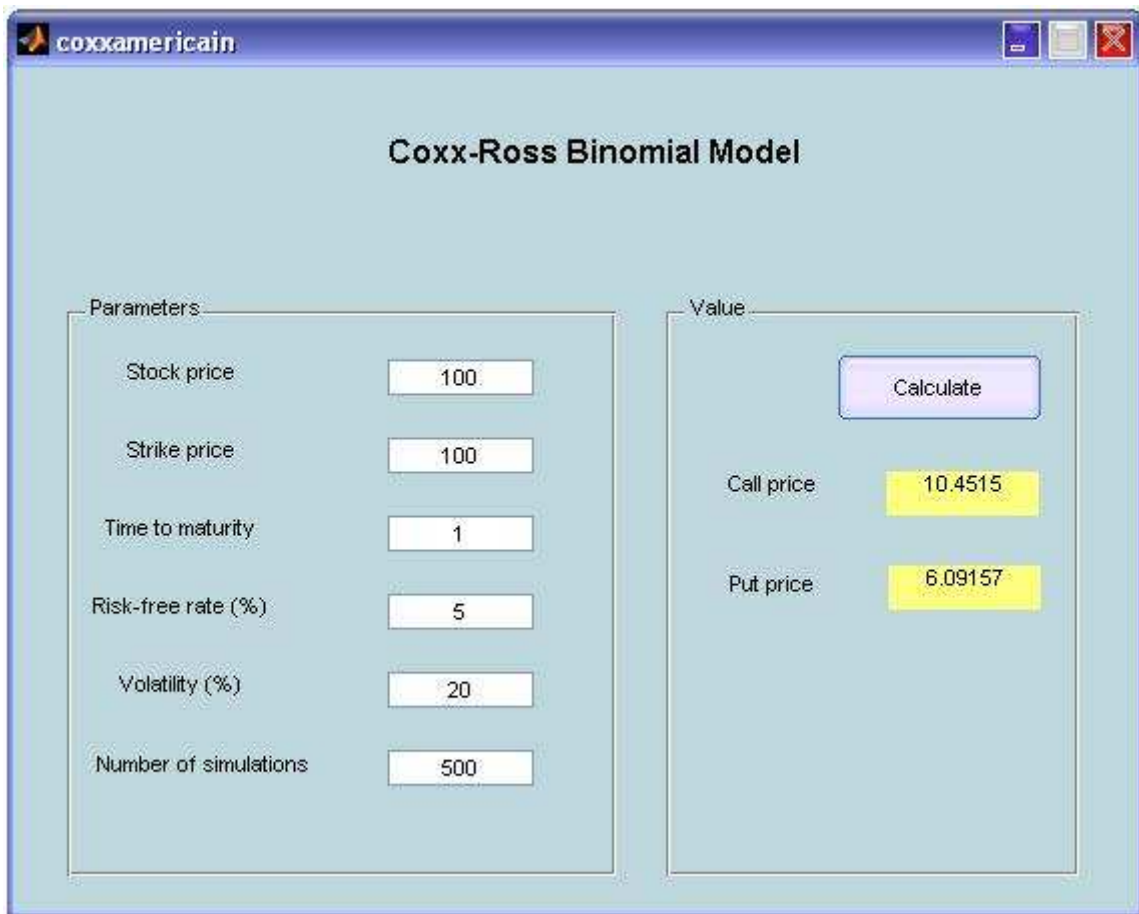 coxxamericain
Coxx-Ross Binomial Model
Parameters
Stock price 100
Strike price 100
Time to maturity 1
Risk-free rate (%) 5
Volatility (%) 20
Number of simulations 500
Value
Calculate
Call price 10.4515
Put price 6.09157